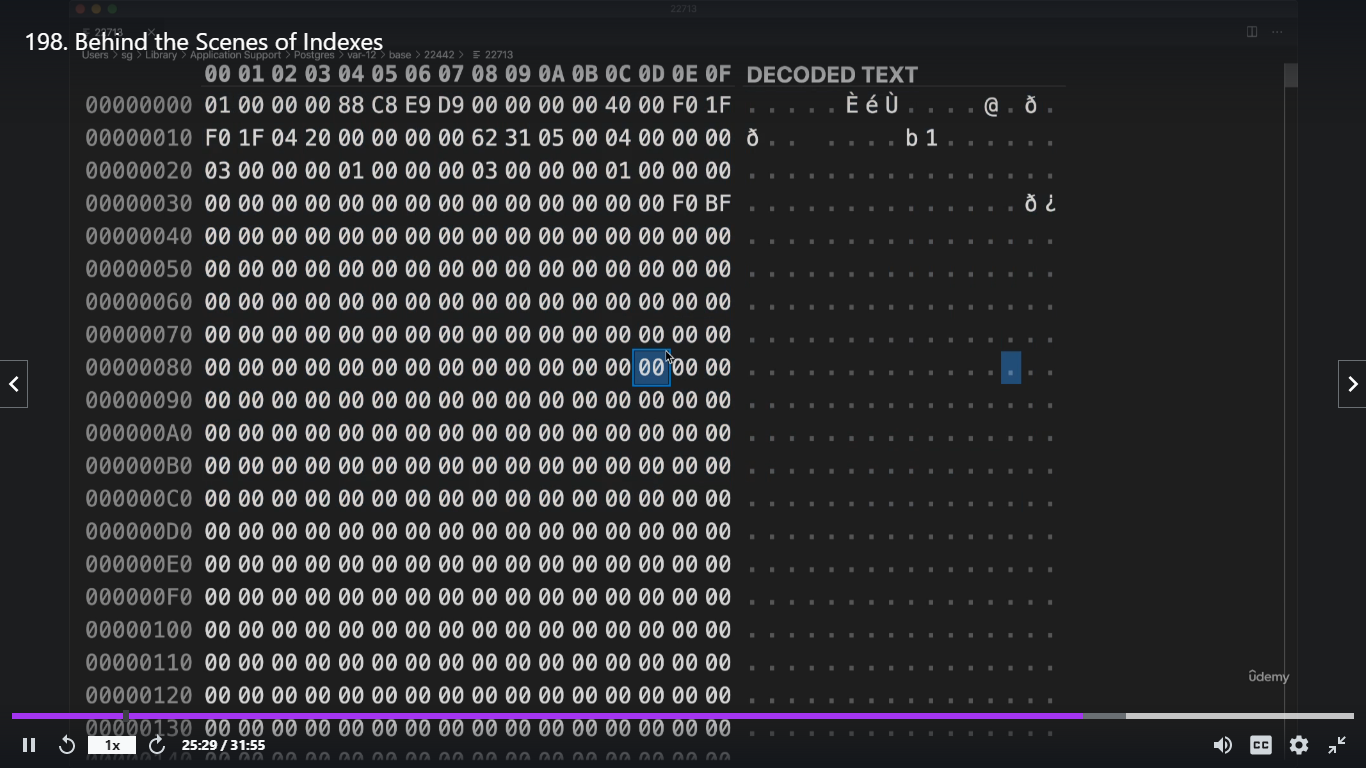 22713
22713
198. Behind the Scenes of Indexes
Users > sg > Library > Application Support > Postgres > var-12 > base > 22442 > 22713
00 01 02 03 04 05 06 07 08 09 0A 0B 0C 0D 0E 0F DECODED TEXT
00000000 01 00 00 00 88 C8 E9 D9 00 00 00 00 40 00 F0 1F . . . . . È é Ù . . . . @ . ð .
00000010 F0 1F 04 20 00 00 00 00 62 31 05 00 04 00 00 00 ð . .   . . . . b 1 . . . . . .
00000020 03 00 00 00 01 00 00 00 03 00 00 00 01 00 00 00 . . . . . . . . . . . . . . . .
00000030 00 00 00 00 00 00 00 00 00 00 00 00 00 00 F0 BF . . . . . . . . . . . . . . ð ¿
00000040 00 00 00 00 00 00 00 00 00 00 00 00 00 00 00 00 . . . . . . . . . . . . . . . .
00000050 00 00 00 00 00 00 00 00 00 00 00 00 00 00 00 00 . . . . . . . . . . . . . . . .
00000060 00 00 00 00 00 00 00 00 00 00 00 00 00 00 00 00 . . . . . . . . . . . . . . . .
00000070 00 00 00 00 00 00 00 00 00 00 00 00 00 00 00 00 . . . . . . . . . . . . . . . .
00000080 00 00 00 00 00 00 00 00 00 00 00 00 00 00 00 00 . . . . . . . . . . . . . . . .
00000090 00 00 00 00 00 00 00 00 00 00 00 00 00 00 00 00 . . . . . . . . . . . . . . . .
000000A0 00 00 00 00 00 00 00 00 00 00 00 00 00 00 00 00 . . . . . . . . . . . . . . . .
000000B0 00 00 00 00 00 00 00 00 00 00 00 00 00 00 00 00 . . . . . . . . . . . . . . . .
000000C0 00 00 00 00 00 00 00 00 00 00 00 00 00 00 00 00 . . . . . . . . . . . . . . . .
000000D0 00 00 00 00 00 00 00 00 00 00 00 00 00 00 00 00 . . . . . . . . . . . . . . . .
000000E0 00 00 00 00 00 00 00 00 00 00 00 00 00 00 00 00 . . . . . . . . . . . . . . . .
000000F0 00 00 00 00 00 00 00 00 00 00 00 00 00 00 00 00 . . . . . . . . . . . . . . . .
00000100 00 00 00 00 00 00 00 00 00 00 00 00 00 00 00 00 . . . . . . . . . . . . . . . .
00000110 00 00 00 00 00 00 00 00 00 00 00 00 00 00 00 00 . . . . . . . . . . . . . . . .
ûdemy
00000120 00 00 00 00 00 00 00 00 00 00 00 00 00 00 00 00 . . . . . . . . . . . . . . . .
00000130 00 00 00 00 00 00 00 00 00 00 00 00 00 00 00 00 . . . . . . . . . . . . . . . .
1x 25:29 / 31:55 CC